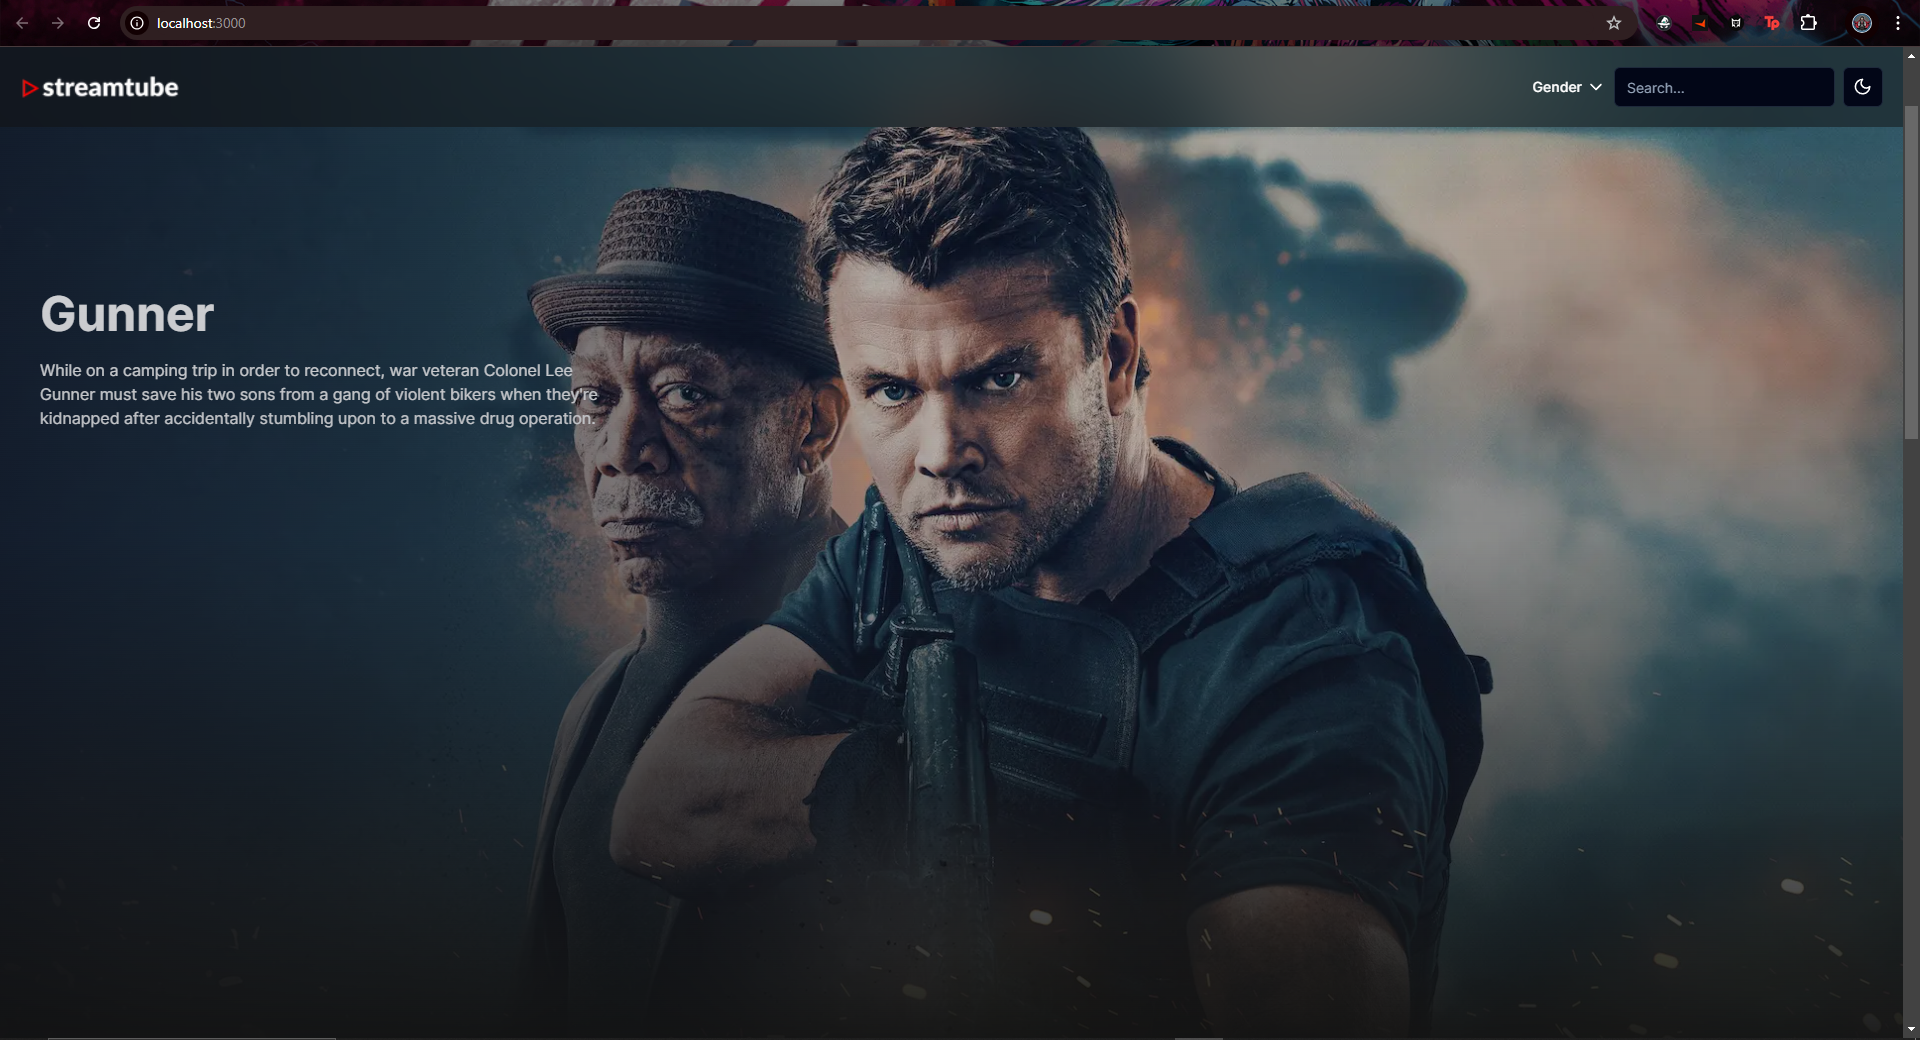 localhost:3000
streamtube
Gender
Search...
Gunner
While on a camping trip in order to reconnect, war veteran Colonel Lee
Gunner must save his two sons from a gang of violent bikers when they're
kidnapped after accidentally stumbling upon to a massive drug operation.
Tp